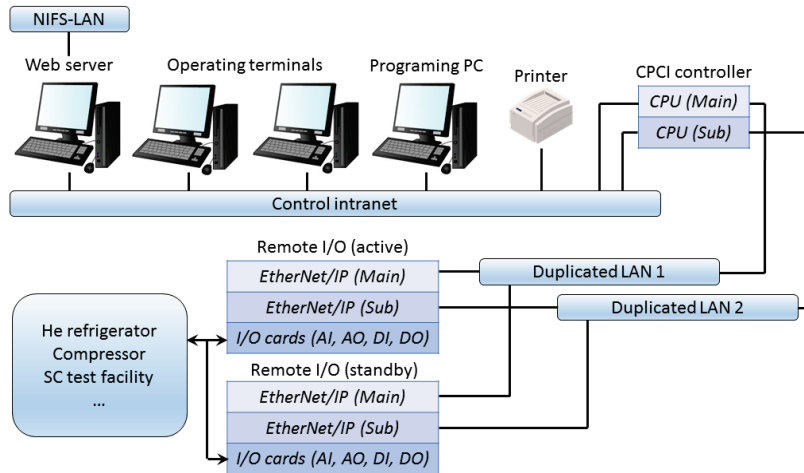 NIFS-LAN
Web server
Operating terminals
Programing PC
Printer
CPCI controller
CPU (Main)
CPU (Sub)
Control intranet
Remote I/O (active)
EtherNet/IP (Main)
EtherNet/IP (Sub)
I/O cards (AI, AO, DI, DO)
Duplicated LAN 1
Duplicated LAN 2
He refrigerator
Compressor
SC test facility
...
Remote I/O (standby)
EtherNet/IP (Main)
EtherNet/IP (Sub)
I/O cards (AI, AO, DI, DO)